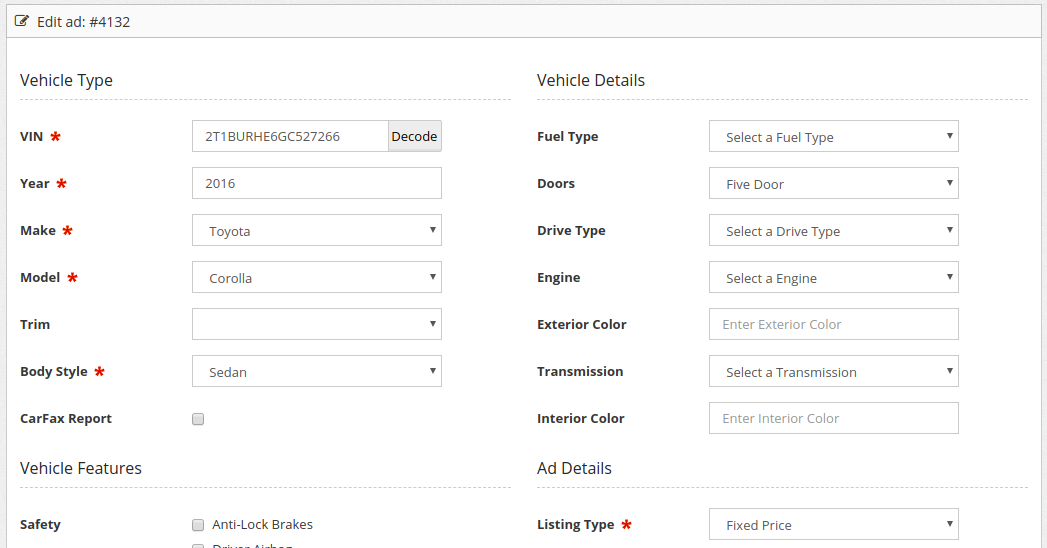 Edit ad: #4132
Vehicle Type
VIN * 2T1BURHE6GC527266 Decode
Year * 2016
Make * Toyota
Model * Corolla
Trim
Body Style * Sedan
CarFax Report
Vehicle Features
Safety Anti-Lock Brakes
Driver Airbag
Vehicle Details
Fuel Type Select a Fuel Type
Doors Five Door
Drive Type Select a Drive Type
Engine Select a Engine
Exterior Color Enter Exterior Color
Transmission Select a Transmission
Interior Color Enter Interior Color
Ad Details
Listing Type * Fixed Price